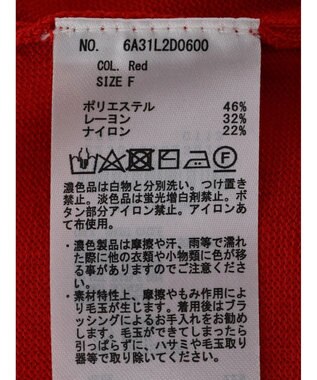 NO. 6A31L2D0600
COL. Red
SIZE F
ポリエステル 46%
レーヨン 32%
ナイロン 22%
濃色品は白物と分別洗い。つけ置き
禁止。淡色品は蛍光増白剤禁止。ボ
タン部分アイロン禁止。アイロンあ
て布使用。
・濃色製品は摩擦や汗、雨等で濡れ
た際に他の衣類や小物類に色が移
る事がありますのでご注意くださ
い。
・素材特性上、摩擦やもみ作用によ
り毛玉が生じます。着用後はブラ
ッシングによるお手入れをお勧め
します。毛玉ができてしまったら
引っぱらずに、ハサミや毛玉取り
器等で取り除いてください。